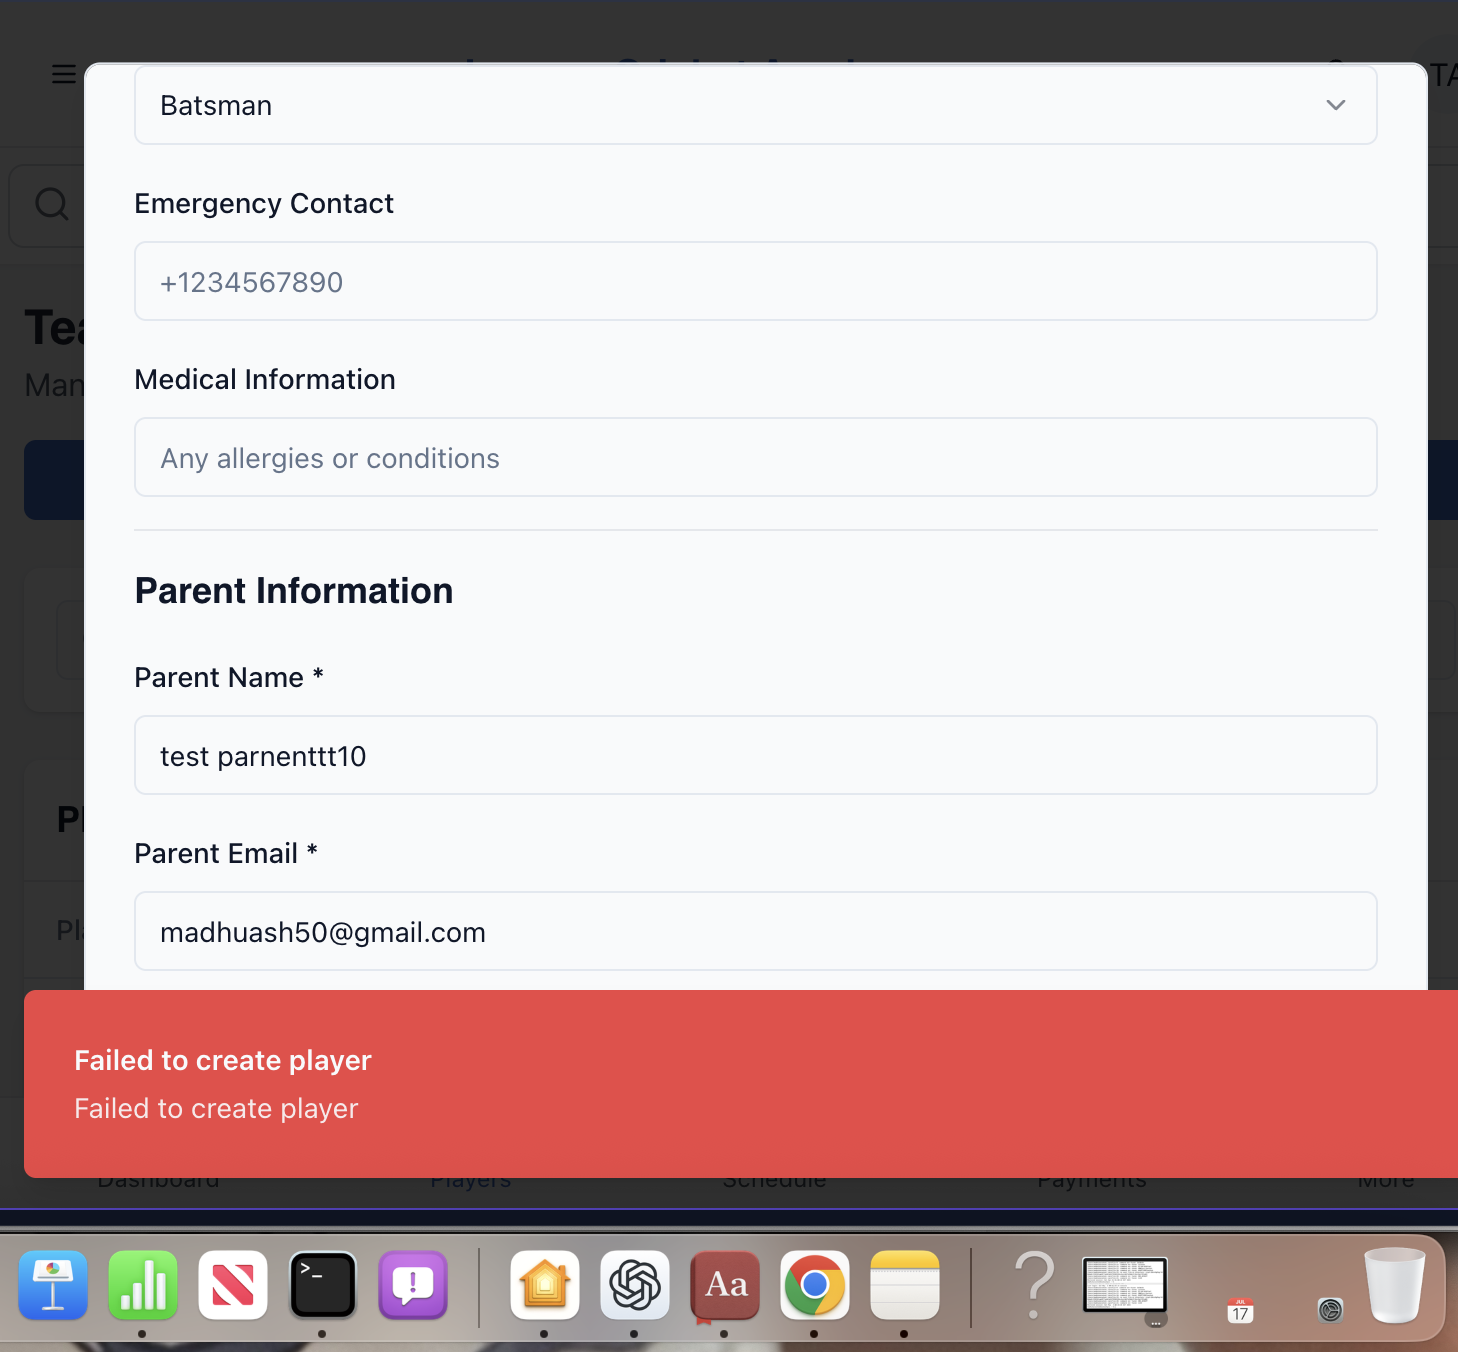 Batsman
Emergency Contact
+1234567890
Medical Information
Any allergies or conditions
Parent Information
Parent Name *
test parnenttt10
Parent Email *
madhuash50@gmail.com
Failed to create player
Failed to create player
Dashboard
Players
Schedule
Payments
More
>_
!
Aa
?
JUL
17